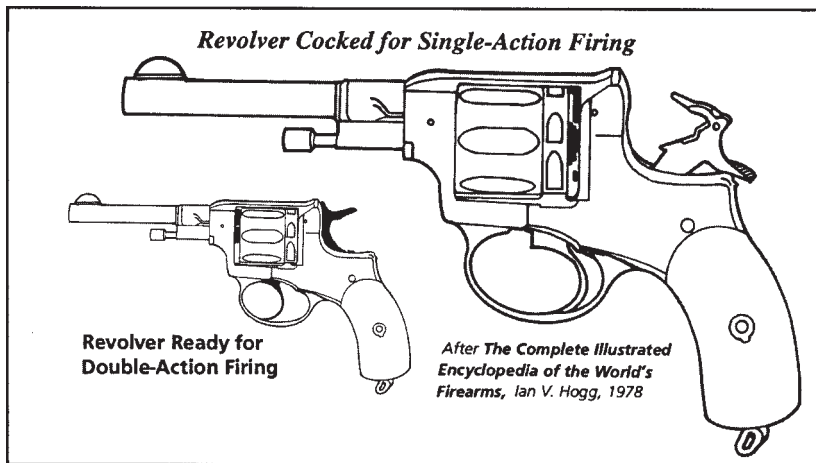 Revolver Cocked for Single-Action Firing
Revolver Ready for
Double-Action Firing
After The Complete Illustrated
Encyclopedia of the World's
Firearms, Ian V. Hogg, 1978